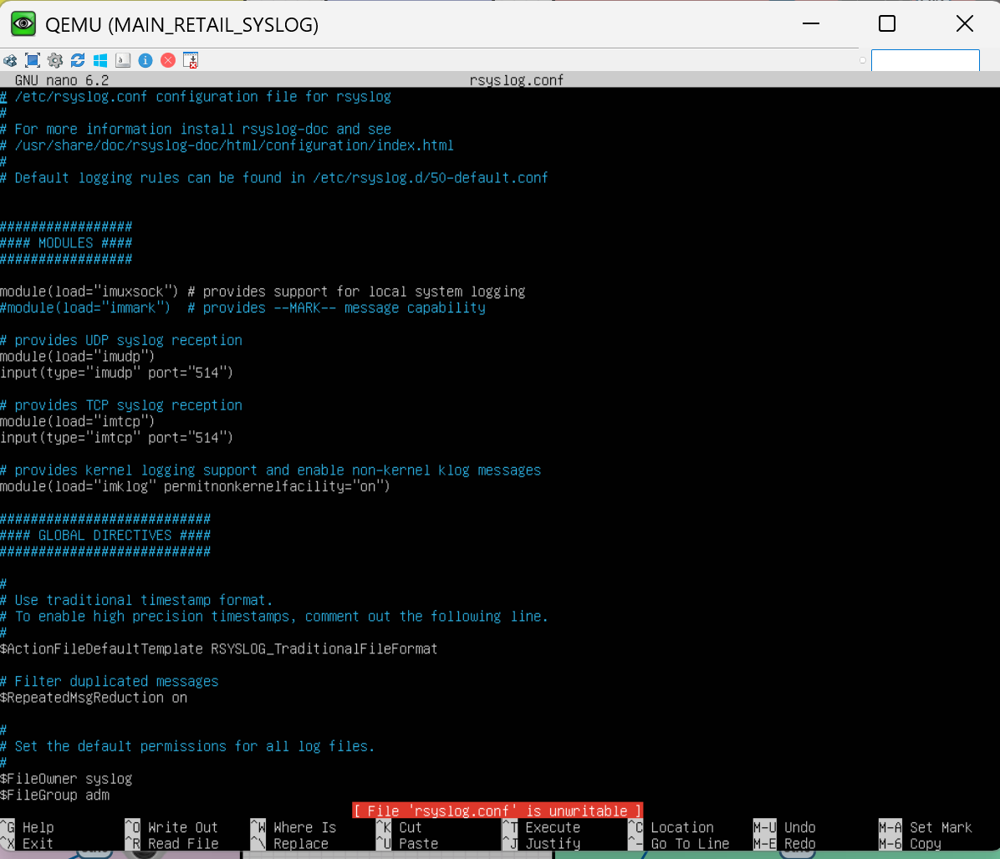 QEMU (MAIN_RETAIL_SYSLOG)
GNU nano 6.2 rsyslog.conf
# /etc/rsyslog.conf configuration file for rsyslog
#
# For more information install rsyslog-doc and see
# /usr/share/doc/rsyslog-doc/html/configuration/index.html
#
# Default logging rules can be found in /etc/rsyslog.d/50-default.conf
#################
#### MODULES ####
#################
module(load="imuxsock") # provides support for local system logging
#module(load="immark")  # provides --MARK-- message capability
# provides UDP syslog reception
module(load="imudp")
input(type="imudp" port="514")
# provides TCP syslog reception
module(load="imtcp")
input(type="imtcp" port="514")
# provides kernel logging support and enable non-kernel klog messages
module(load="imklog" permitnonkernelfacility="on")
###########################
#### GLOBAL DIRECTIVES ####
###########################
#
# Use traditional timestamp format.
# To enable high precision timestamps, comment out the following line.
#
$ActionFileDefaultTemplate RSYSLOG_TraditionalFileFormat
# Filter duplicated messages
$RepeatedMsgReduction on
#
# Set the default permissions for all log files.
#
$FileOwner syslog
$FileGroup adm
[ File 'rsyslog.conf' is unwritable ]
^G Help ^O Write Out ^W Where Is ^K Cut ^T Execute ^C Location M-U Undo M-A Set Mark
^X Exit ^R Read File ^\ Replace ^U Paste ^J Justify ^_ Go To Line M-E Redo M-6 Copy